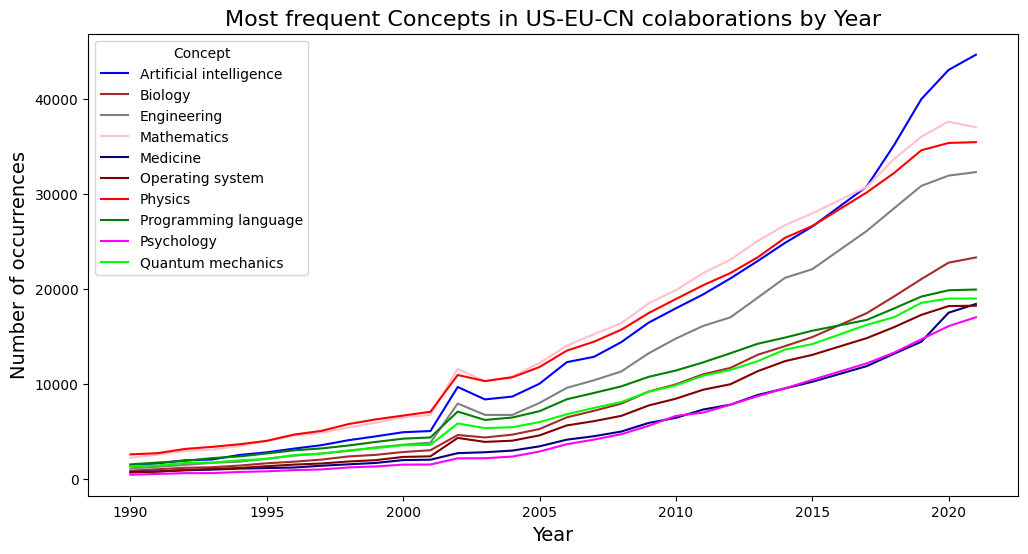 Most frequent Concepts in US-EU-CN colaborations by Year
Concept
Artificial intelligence
Biology
Engineering
Mathematics
Medicine
Operating system
Physics
Programming language
Psychology
Quantum mechanics
Number of occurrences
40000
30000
20000
10000
0
1990 1995 2000 2005 2010 2015 2020
Year